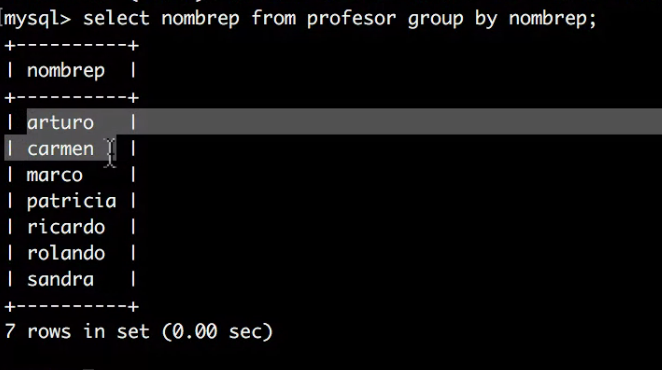 [mysql> select nombrep from profesor group by nombrep;
+----------+
| nombrep  |
+----------+
| arturo   |
| carmen   |
| marco    |
| patricia |
| ricardo  |
| rolando  |
| sandra   |
+----------+
7 rows in set (0.00 sec)